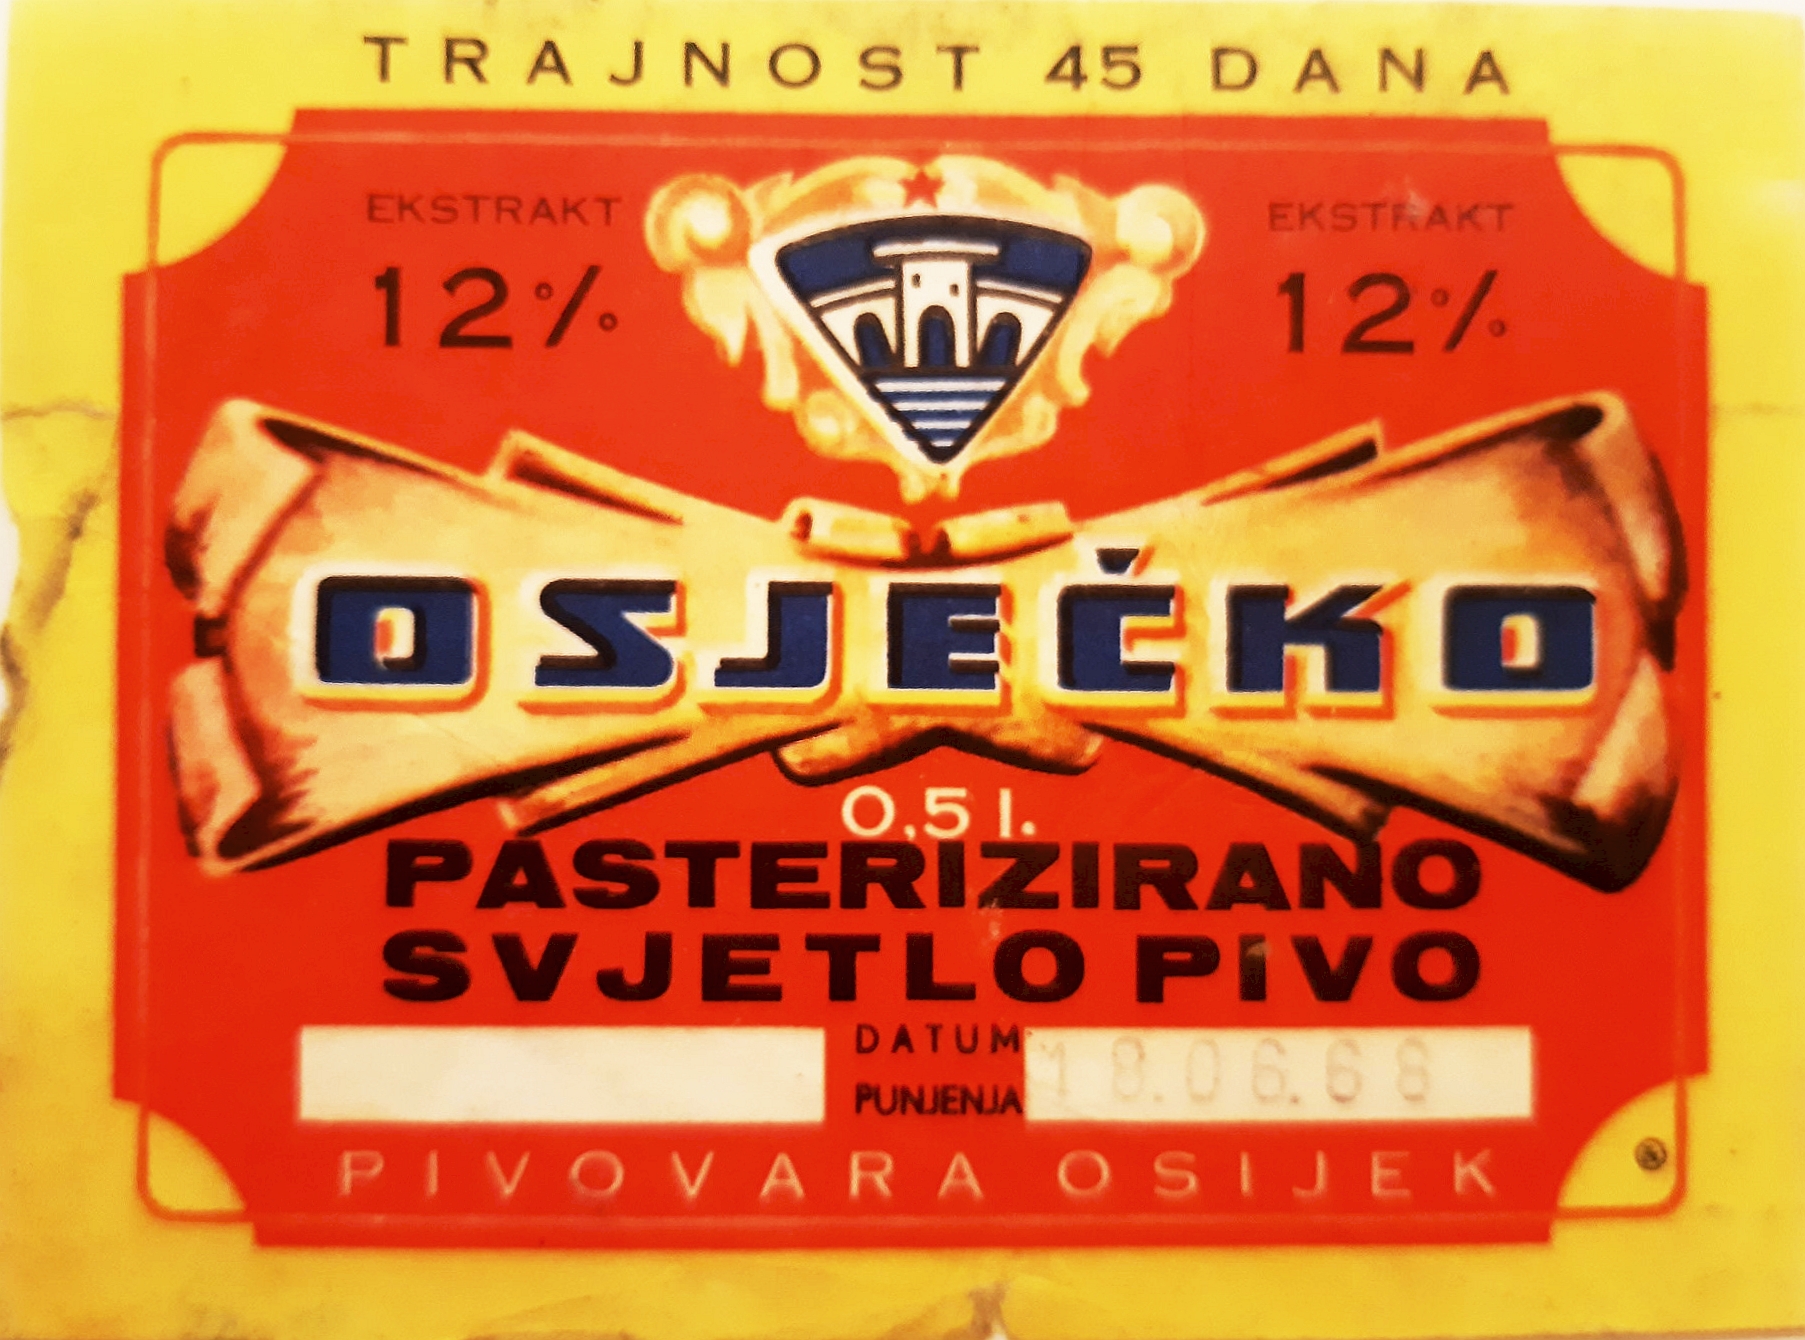 TRAJNOST 45 DANA
EKSTRAKT EKSTRAKT
12% 12%
OSJEČKO
0,5 l.
PASTERIZIRANO
SVJETLO PIVO
DATUM
PUNJENJA 18.06.68
PIVOVARA OSIJEK